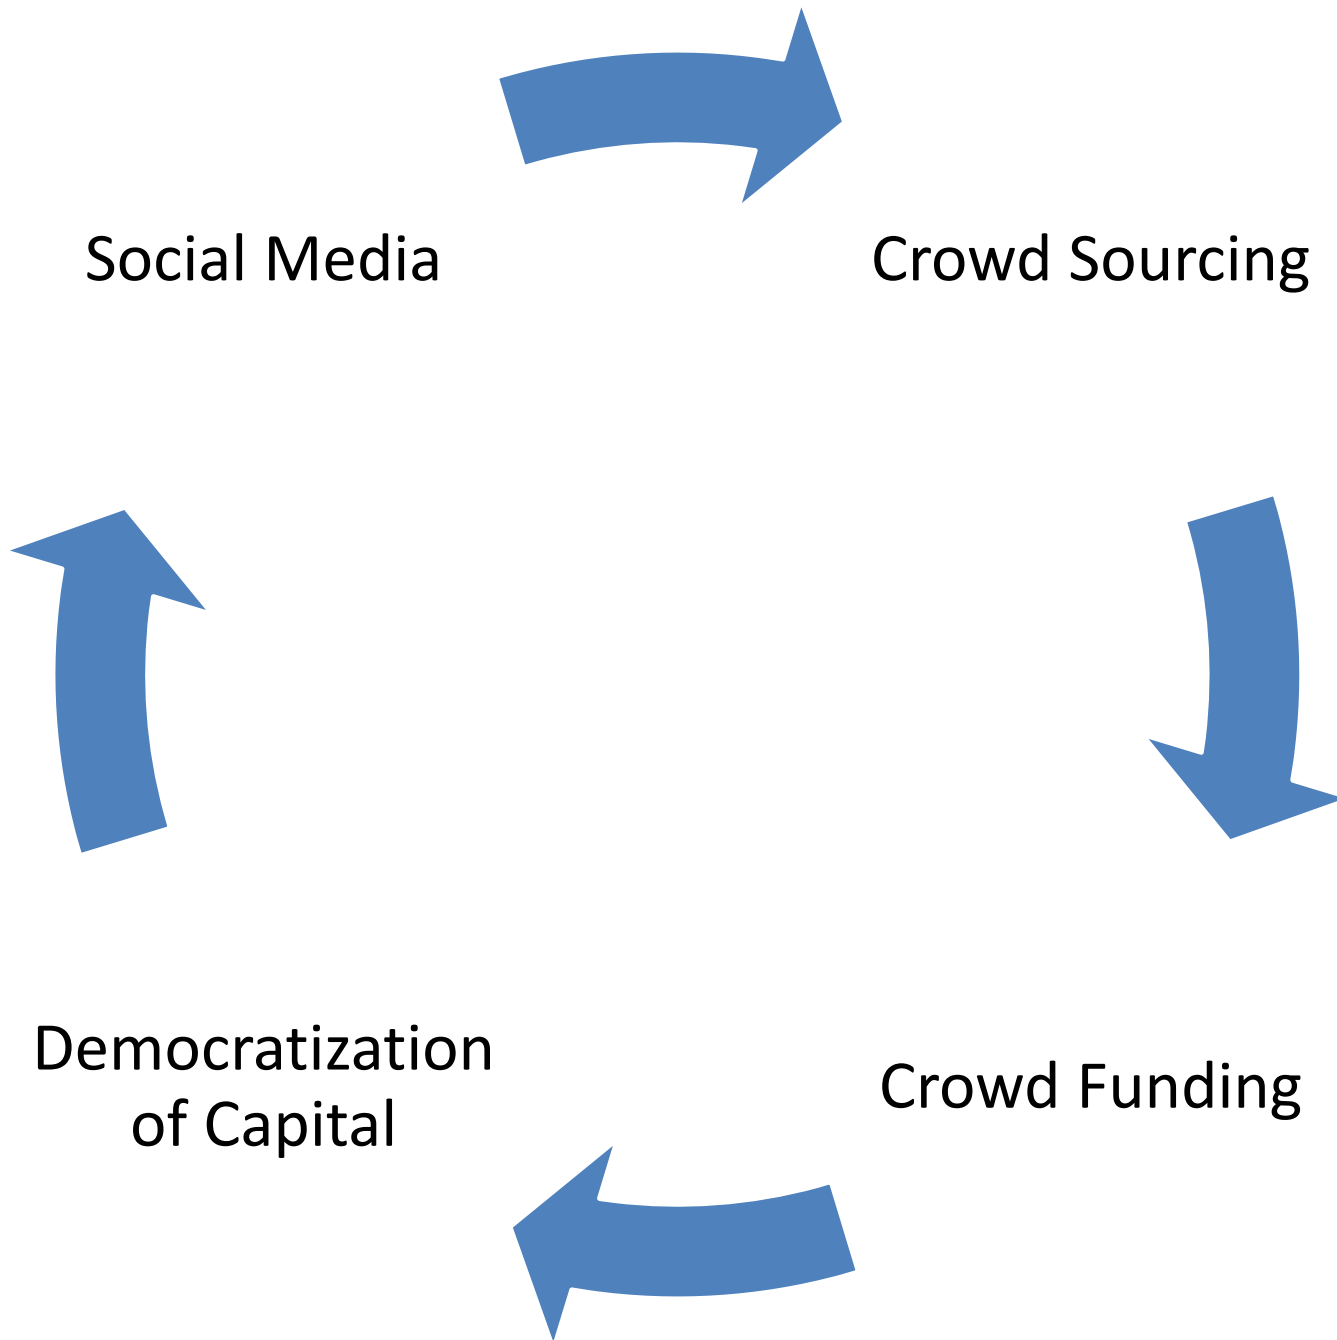 Social Media
Crowd Sourcing
Democratization
of Capital
Crowd Funding